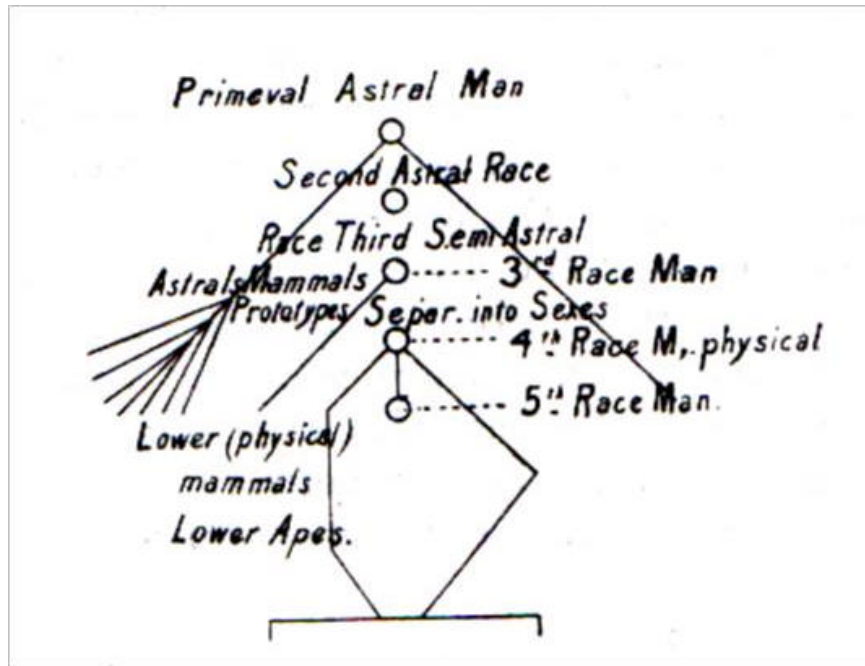 Primeval Astral Man
Second Astral Race
Race Third Semi Astral
Astrals Mammals
3rd Race Man
Prototypes Separ. into Sexes
4th Race M,. physical
5th Race Man.
Lower (physical)
mammals
Lower Apes.